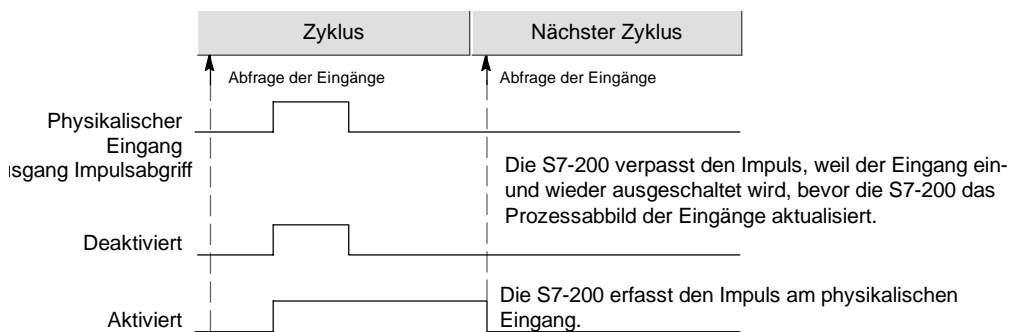 Zyklus
Nächster Zyklus
Abfrage der Eingänge
Abfrage der Eingänge
Physikalischer
Eingang
Impulsabgriff
Die S7-200 verpasst den Impuls, weil der Eingang ein-
und wieder ausgeschaltet wird, bevor die S7-200 das
Prozessabbild der Eingänge aktualisiert.
Deaktiviert
Die S7-200 erfasst den Impuls am physikalischen
Eingang.
Aktiviert